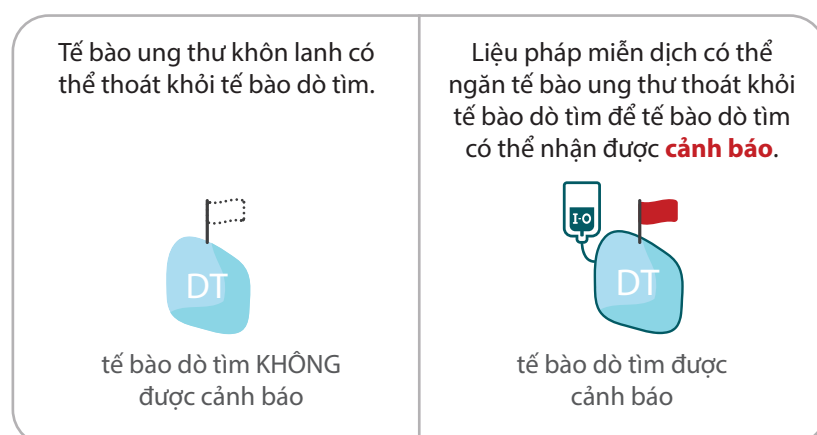 Tế bào ung thư khôn lanh có
thể thoát khỏi tế bào dò tìm.
DT
tế bào dò tìm KHÔNG
được cảnh báo
Liệu pháp miễn dịch có thể
ngăn tế bào ung thư thoát khỏi
tế bào dò tìm để tế bào dò tìm
có thể nhận được cảnh báo.
I-O
DT
tế bào dò tìm được
cảnh báo